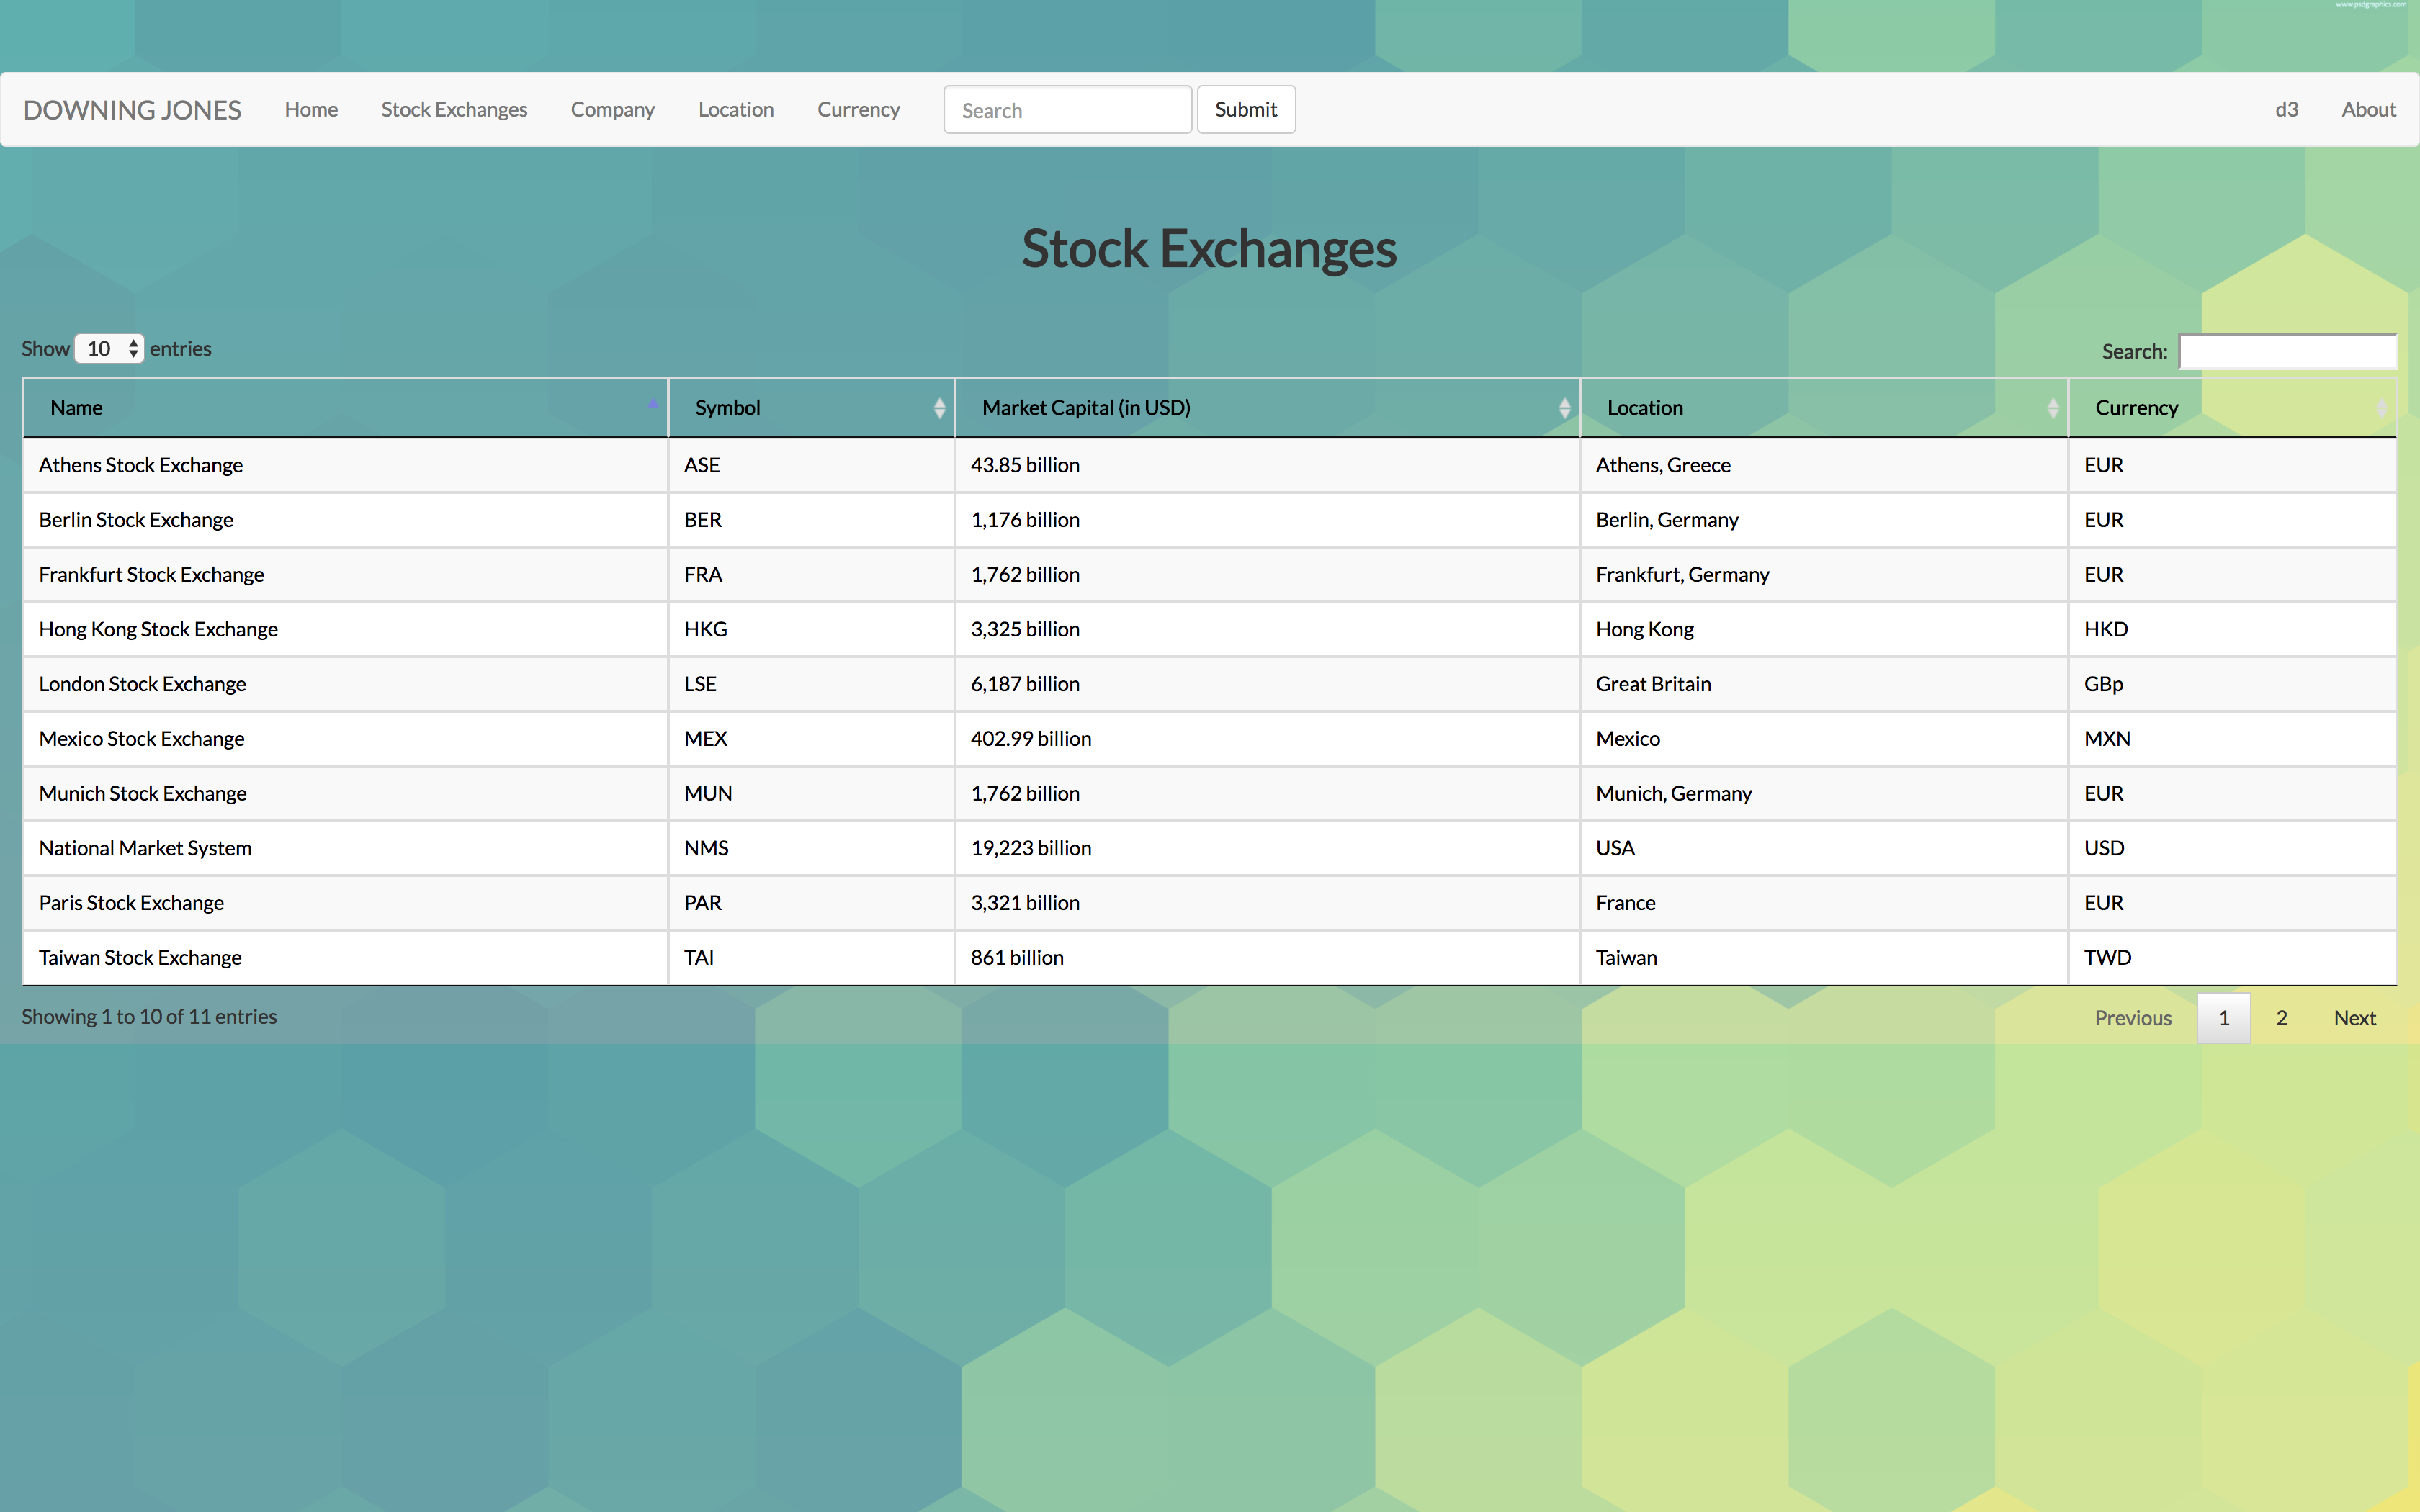 www.psdgraphics.com
DOWNING JONES Home Stock Exchanges Company Location Currency Search Submit d3 About
Stock Exchanges
Show 10 entries Search:
Name Symbol Market Capital (in USD) Location Currency
Athens Stock Exchange ASE 43.85 billion Athens, Greece EUR
Berlin Stock Exchange BER 1,176 billion Berlin, Germany EUR
Frankfurt Stock Exchange FRA 1,762 billion Frankfurt, Germany EUR
Hong Kong Stock Exchange HKG 3,325 billion Hong Kong HKD
London Stock Exchange LSE 6,187 billion Great Britain GBp
Mexico Stock Exchange MEX 402.99 billion Mexico MXN
Munich Stock Exchange MUN 1,762 billion Munich, Germany EUR
National Market System NMS 19,223 billion USA USD
Paris Stock Exchange PAR 3,321 billion France EUR
Taiwan Stock Exchange TAI 861 billion Taiwan TWD
Showing 1 to 10 of 11 entries Previous 1 2 Next